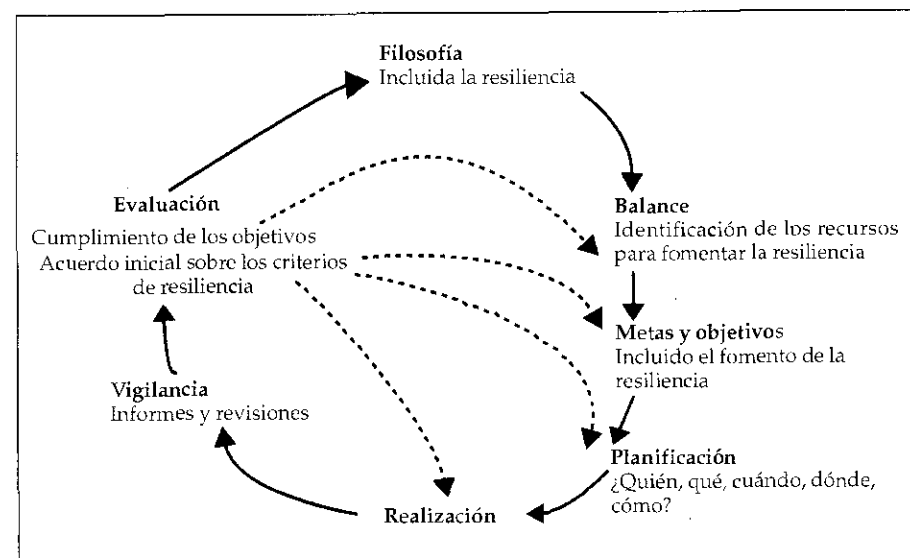 Filosofía
Incluida la resiliencia
Balance
Identificación de los recursos
para fomentar la resiliencia
Metas y objetivos
Incluido el fomento de la
resiliencia
Planificación
¿Quién, qué, cuándo, dónde,
cómo?
Realización
Vigilancia
Informes y revisiones
Evaluación
Cumplimiento de los objetivos
Acuerdo inicial sobre los criterios
de resiliencia